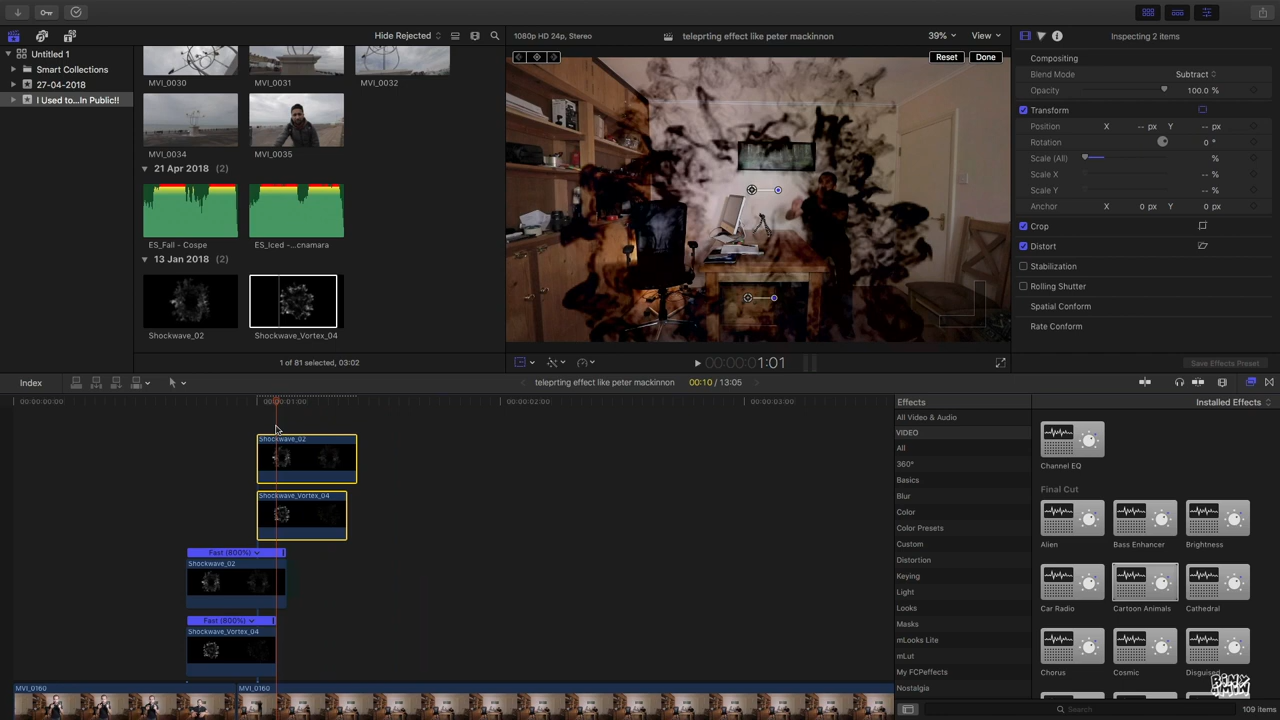 Hide Rejected
1080p HD 24p, Stereo
teleprting effect like peter mackinnon
39%
View
Inspecting 2 items
Untitled 1
Smart Collections
27-04-2018
I Used to...In Public!!
MVI_0030
MVI_0031
MVI_0032
MVI_0034
MVI_0035
21 Apr 2018 (2)
ES_Fall - Cospe
ES_Iced -...cnamara
13 Jan 2018 (2)
Shockwave_02
Shockwave_Vortex_04
1 of 81 selected, 03:02
Reset
Done
00:00:00:01:01
Compositing
Blend Mode
Subtract
Opacity
100.0 %
Transform
Position
X
-- px
Y
-- px
Rotation
0 °
Scale (All)
%
Scale X
-- %
Scale Y
-- %
Anchor
X
0 px
Y
0 px
Crop
Distort
Stabilization
Rolling Shutter
Spatial Conform
Rate Conform
Save Effects Preset
Index
teleprting effect like peter mackinnon
00:10 / 13:05
00:00:00:00
00:00:01:00
00:00:02:00
00:00:03:00
Shockwave_02
Shockwave_Vortex_04
Fast (800%)
Shockwave_02
Fast (800%)
Shockwave_Vortex_04
MVI_0160
MVI_0160
Effects
Installed Effects
All Video & Audio
VIDEO
All
360°
Basics
Blur
Color
Color Presets
Custom
Distortion
Keying
Light
Looks
Masks
mLooks Lite
mLut
My FCPeffects
Nostalgia
Channel EQ
Final Cut
Alien
Bass Enhancer
Brightness
Car Radio
Cartoon Animals
Cathedral
Chorus
Cosmic
Disguised
Search
109 items